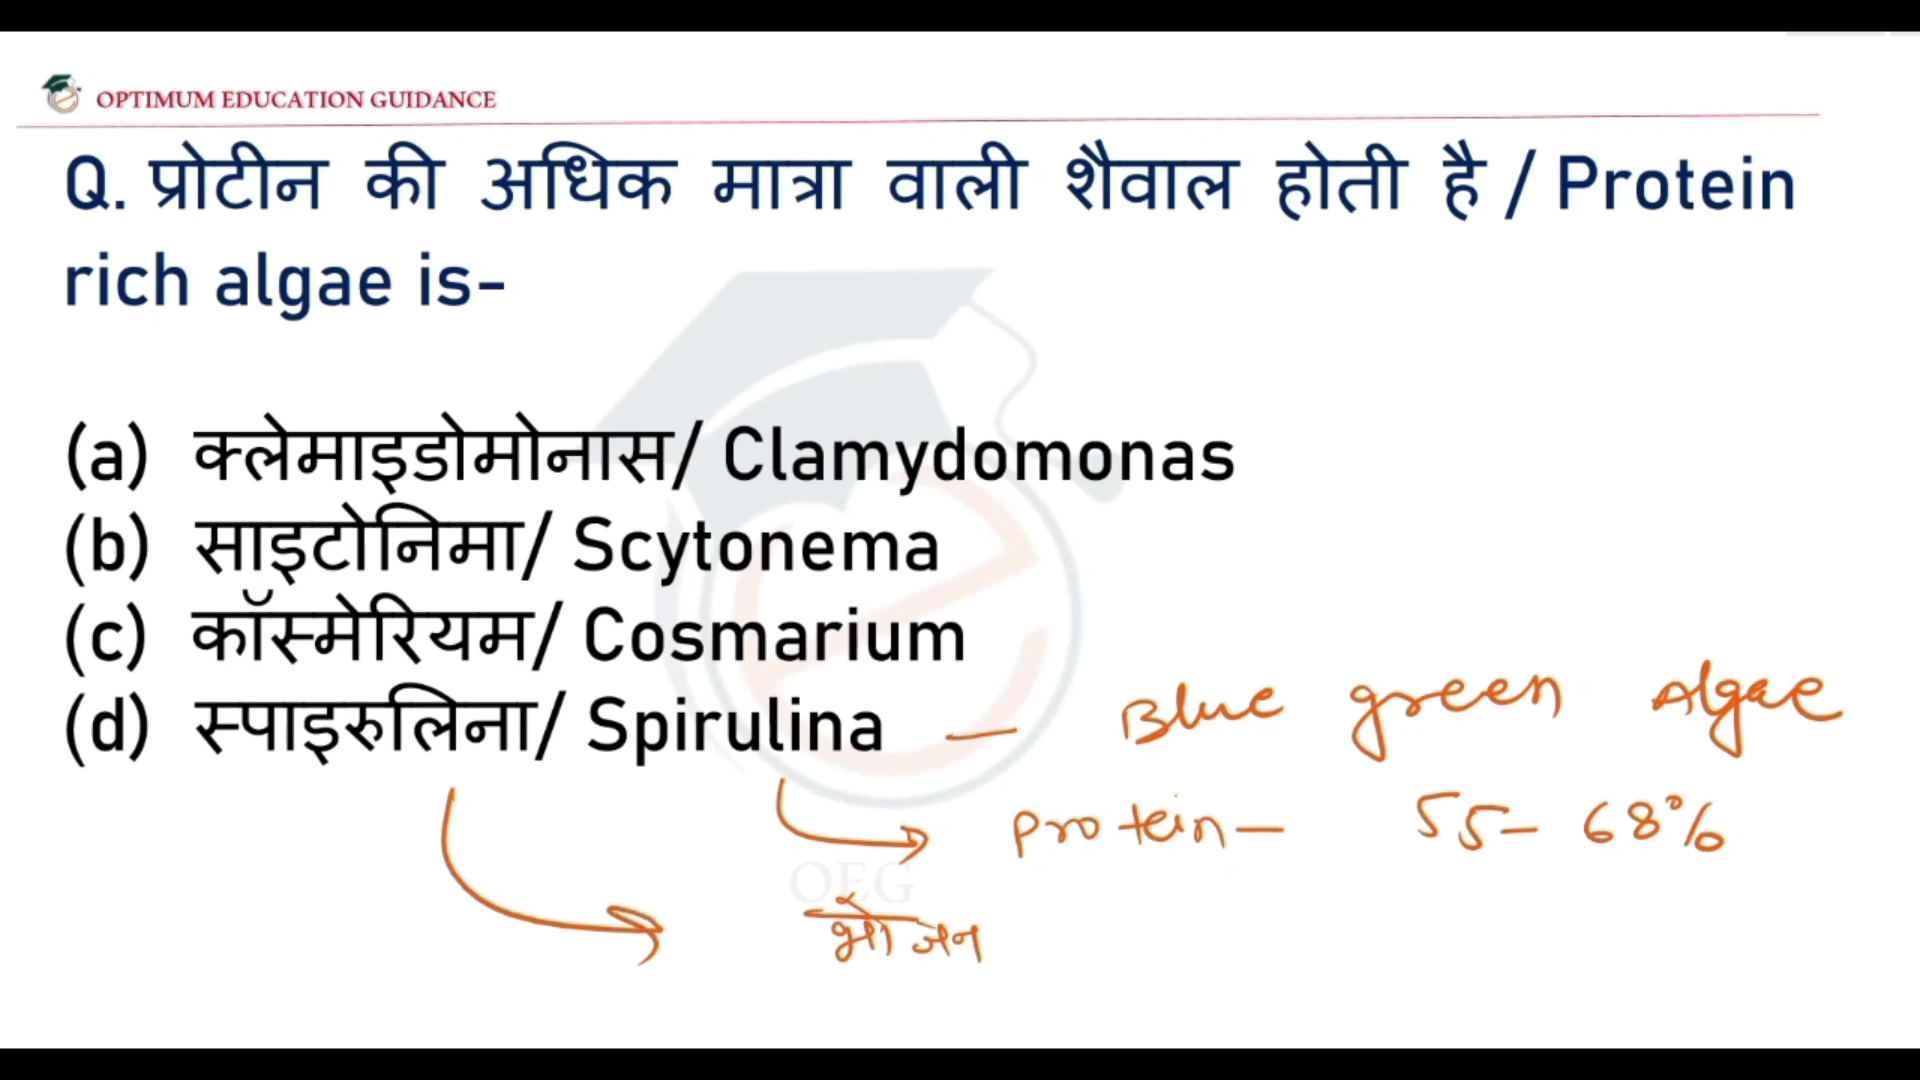 OPTIMUM EDUCATION GUIDANCE
Q. प्रोटीन की अधिक मात्रा वाली शैवाल होती है / Protein
rich algae is-
(a) क्लेमाइडोमोनास/ Clamydomonas
(b) साइटोनिमा/ Scytonema
(c) कॉस्मेरियम/ Cosmarium
(d) स्पाइरुलिना/ Spirulina — Blue green Algae
Protein — 55-68%
OEG
भोजन